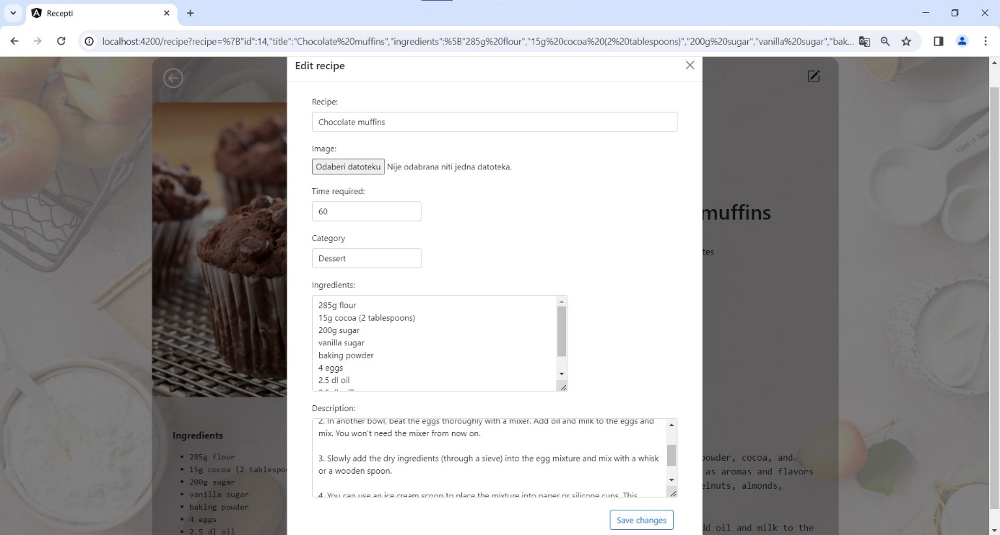 Recepti
localhost:4200/recipe?recipe=%7B"id":14,"title":"Chocolate%20muffins","ingredients":%5B"285g%20flour","15g%20cocoa%20(2%20tablespoons)","200g%20sugar","vanilla%20sugar","bak...
Edit recipe
Recipe:
Chocolate muffins
Image:
Odaberi datoteku Nije odabrana niti jedna datoteka.
Time required:
60
Category
Dessert
Ingredients:
285g flour
15g cocoa (2 tablespoons)
200g sugar
vanilla sugar
baking powder
4 eggs
2.5 dl oil
Description:
2. In another bowl, beat the eggs thoroughly with a mixer. Add oil and milk to the eggs and
mix. You won't need the mixer from now on.
3. Slowly add the dry ingredients (through a sieve) into the egg mixture and mix with a whisk
or a wooden spoon.
4. You can use an ice cream scoop to place the mixture into paper or silicone cups. This
Save changes
Ingredients
285g flour
15g cocoa (2 tablespo
200g sugar
vanilla sugar
baking powder
4 eggs
2.5 dl oil
muffins
tes
owder, cocoa, and
as aromas and flavors
elnuts, almonds,
dd oil and milk to the
15ml-1 Tabl